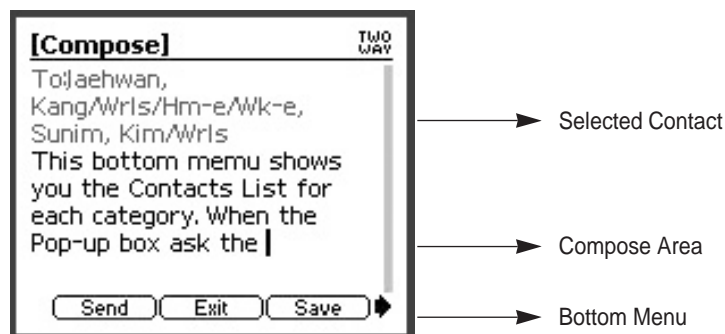 [Compose]
TWO WAY
To:Jaehwan,
Kang/Wrls/Hm-e/Wk-e,
Sunim, Kim/Wrls
This bottom memu shows
you the Contacts List for
each category. When the
Pop-up box ask the
Send Exit Save
Selected Contact
Compose Area
Bottom Menu